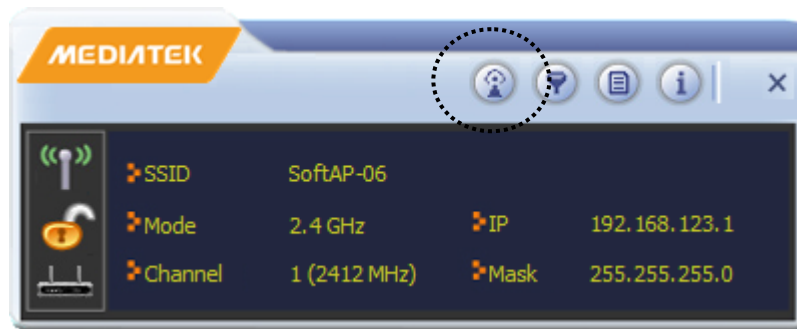 MEDIATEK
SSID SoftAP-06
Mode 2.4 GHz IP 192.168.123.1
Channel 1 (2412 MHz) Mask 255.255.255.0